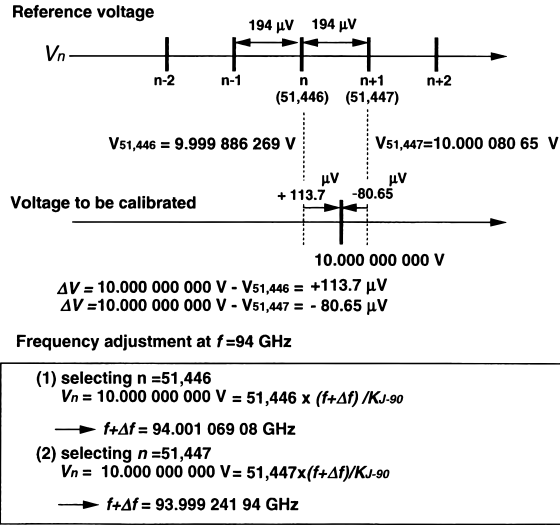 Reference voltage
194 µV 194 µV
Vn
n-2 n-1 n n+1 n+2
(51,446) (51,447)
V51,446 = 9.999 886 269 V V51,447=10.000 080 65 V
µV µV
+ 113.7 -80.65
Voltage to be calibrated
10.000 000 000 V
ΔV = 10.000 000 000 V - V51,446 = +113.7 µV
ΔV =10.000 000 000 V - V51,447 = - 80.65 µV
Frequency adjustment at f =94 GHz
(1) selecting n =51,446
Vn = 10.000 000 000 V = 51,446 x (f+Δf) /KJ-90
f+Δf = 94.001 069 08 GHz
(2) selecting n =51,447
Vn = 10.000 000 000 V = 51,447x(f+Δf)/KJ-90
f+Δf = 93.999 241 94 GHz